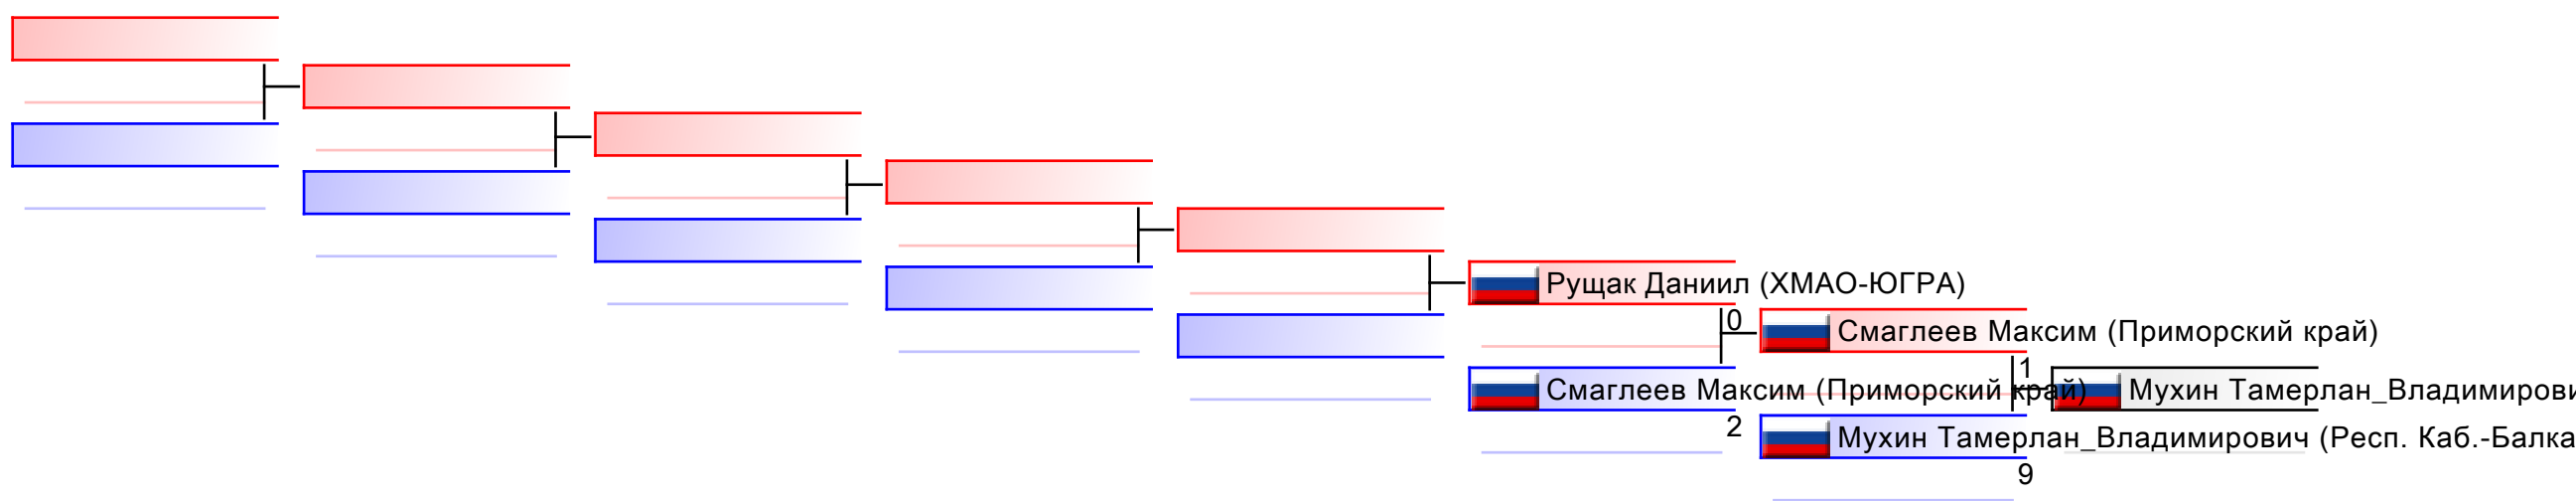 Рущак Даниил (ХМАО-ЮГРА)
0
Смаглеев Максим (Приморский край)
1
Смаглеев Максим (Приморский край)
Мухин Тамерлан_Владимирови
2
Мухин Тамерлан_Владимирович (Респ. Каб.-Балка
9